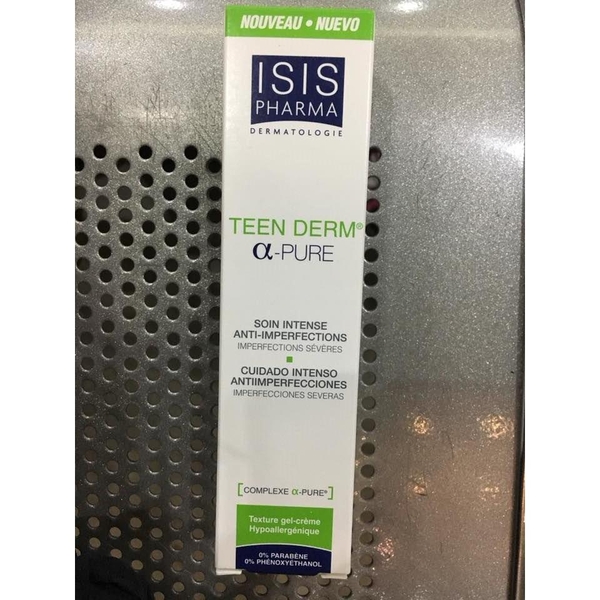 NOUVEAU • NUEVO
ISIS
PHARMA
DERMATOLOGIE
TEEN DERM®
α-PURE
SOIN INTENSE
ANTI-IMPERFECTIONS
IMPERFECTIONS SÉVÈRES
CUIDADO INTENSO
ANTIIMPERFECCIONES
IMPERFECCIONES SEVERAS
[COMPLEXE α-PURE®]
Texture gel-crème
Hypoallergénique
0% PARABÈNE
0% PHÉNOXYÉTHANOL